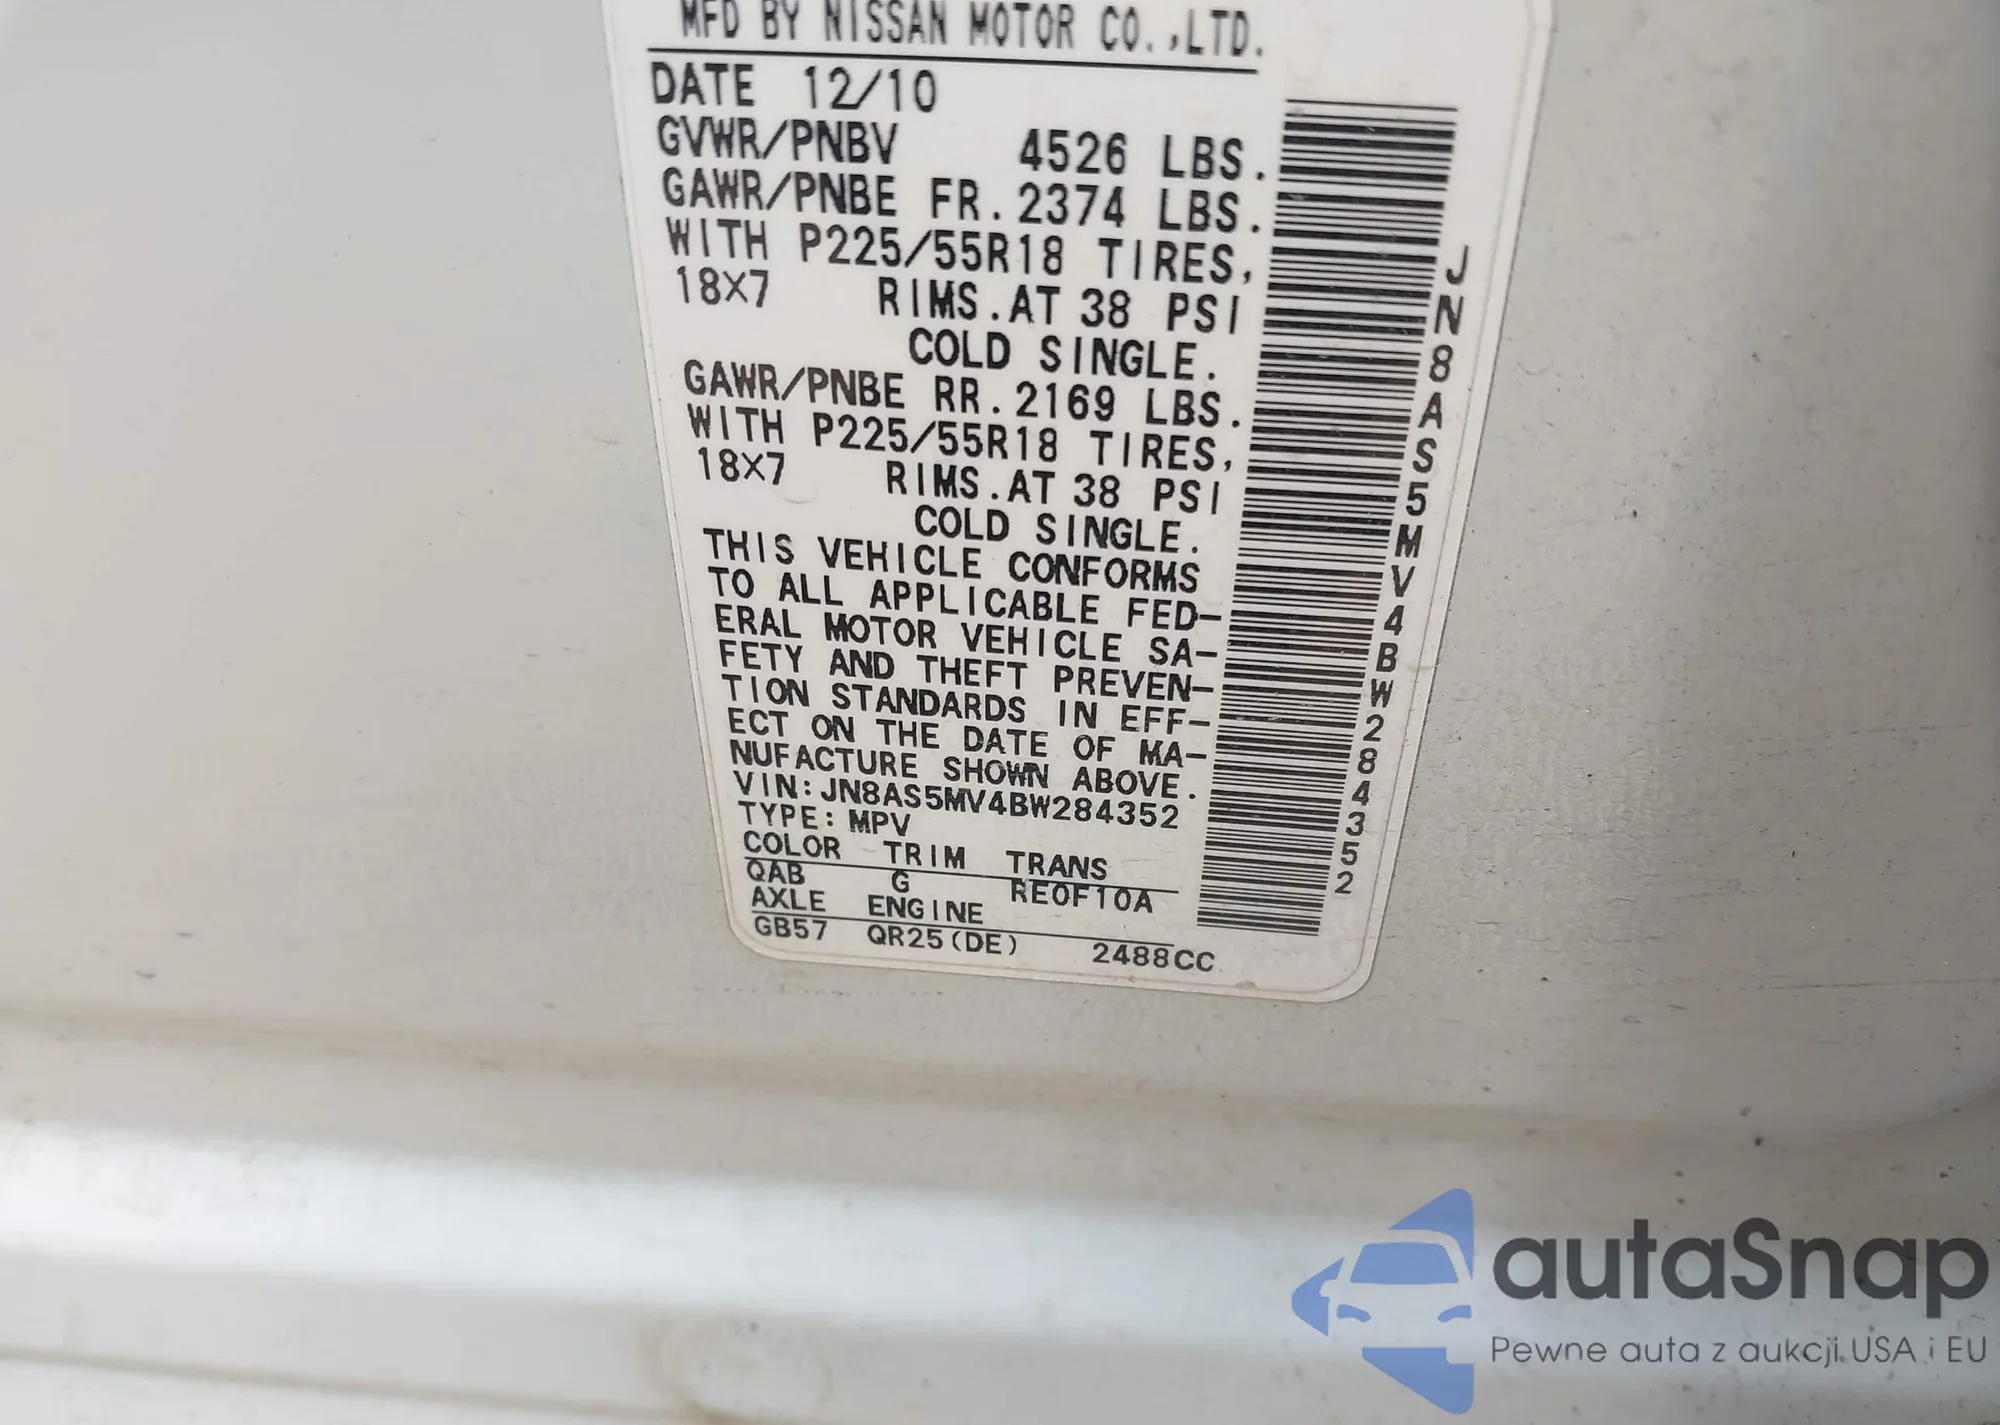 MFD BY NISSAN MOTOR CO.,LTD.
DATE 12/10
GVWR/PNBV 4526 LBS.
GAWR/PNBE FR. 2374 LBS.
WITH P225/55R18 TIRES,
18X7 RIMS. AT 38 PSI
COLD SINGLE.
GAWR/PNBE RR. 2169 LBS.
WITH P225/55R18 TIRES,
18X7 RIMS. AT 38 PSI
COLD SINGLE.
THIS VEHICLE CONFORMS
TO ALL APPLICABLE FED-
ERAL MOTOR VEHICLE SA-
FETY AND THEFT PREVEN-
TION STANDARDS IN EFF-
ECT ON THE DATE OF MA-
NUFACTURE SHOWN ABOVE.
VIN: JN8AS5MV4BW284352
TYPE: MPV
COLOR TRIM TRANS
QAB G RE0F10A
AXLE ENGINE
GB57 QR25(DE) 2488CC
JN8AS5MV4BW284352
autaSnap
Pewne auta z aukcji USA i EU